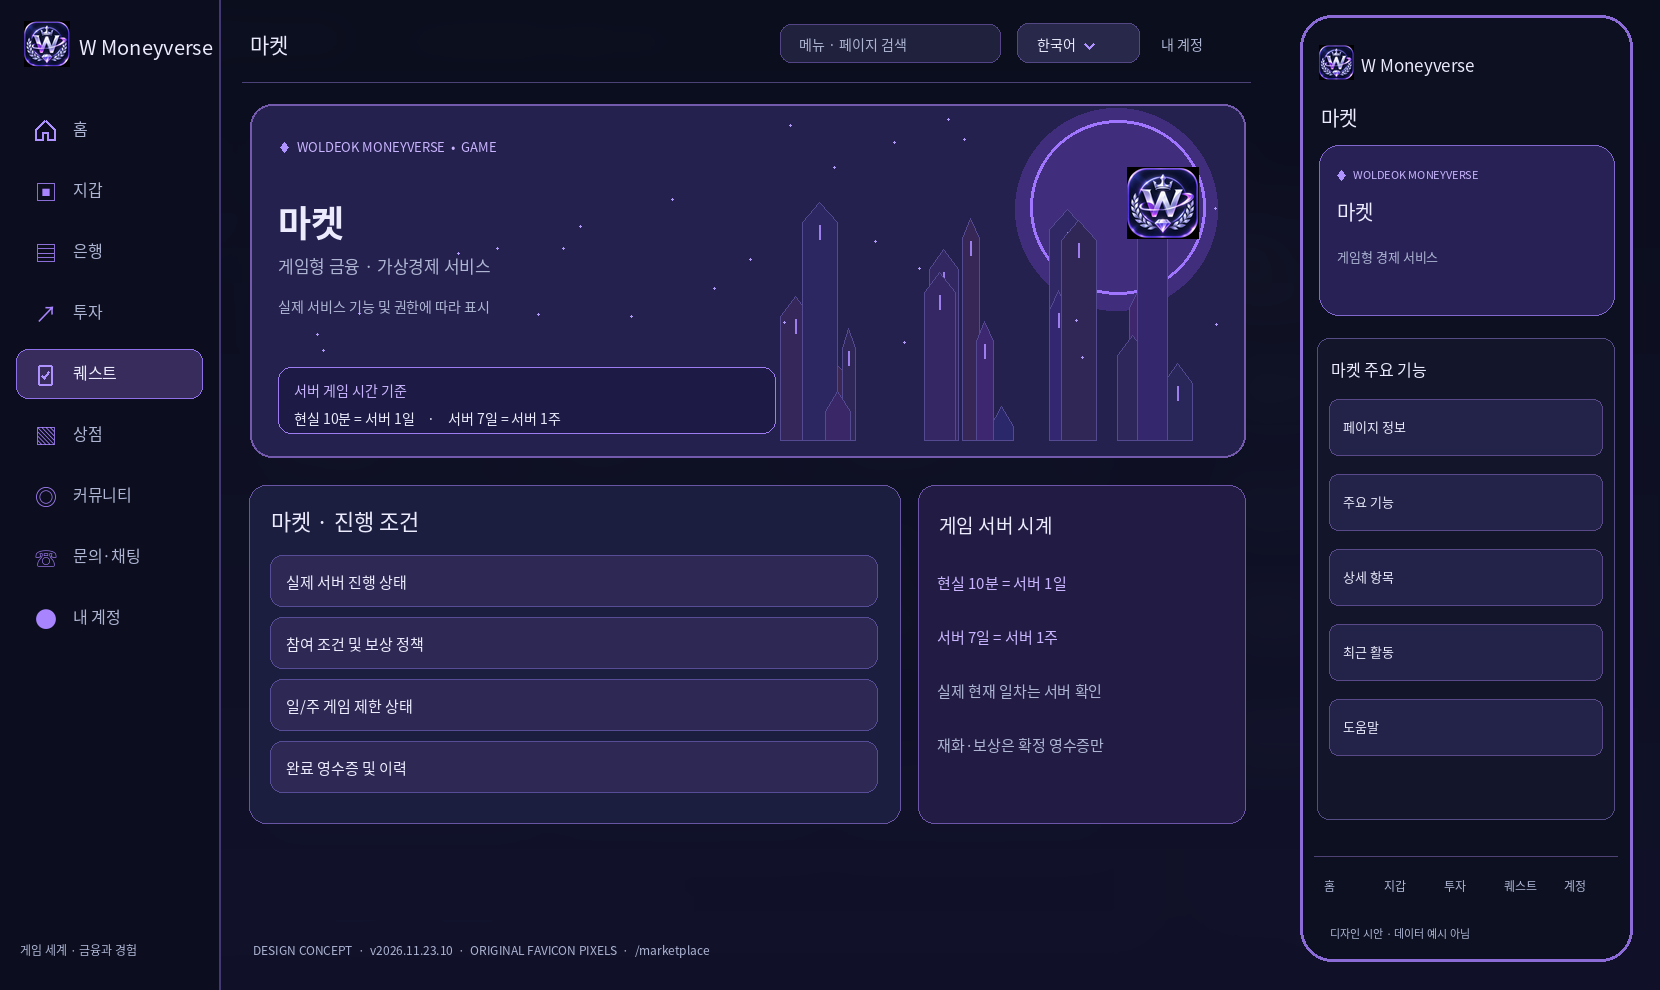 W Moneyverse
홈
지갑
은행
투자
퀘스트
상점
커뮤니티
문의·채팅
내 계정
게임 세계 · 금융과 경험
마켓
메뉴 · 페이지 검색
한국어
내 계정
WOLDEOK MONEYVERSE • GAME
마켓
게임형 금융 · 가상경제 서비스
실제 서비스 기능 및 권한에 따라 표시
서버 게임 시간 기준
현실 10분 = 서버 1일 · 서버 7일 = 서버 1주
W
마켓 · 진행 조건
실제 서버 진행 상태
참여 조건 및 보상 정책
일/주 게임 제한 상태
완료 영수증 및 이력
게임 서버 시계
현실 10분 = 서버 1일
서버 7일 = 서버 1주
실제 현재 일차는 서버 확인
재화·보상은 확정 영수증만
DESIGN CONCEPT · v2026.11.23.10 · ORIGINAL FAVICON PIXELS · /marketplace
W Moneyverse
마켓
WOLDEOK MONEYVERSE
마켓
게임형 경제 서비스
마켓 주요 기능
페이지 정보
주요 기능
상세 항목
최근 활동
도움말
홈 지갑 투자 퀘스트 계정
디자인 시안 · 데이터 예시 아님